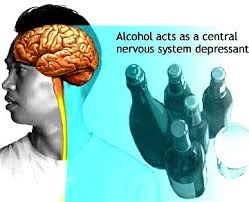 Alcohol acts as a central
nervous system depressant